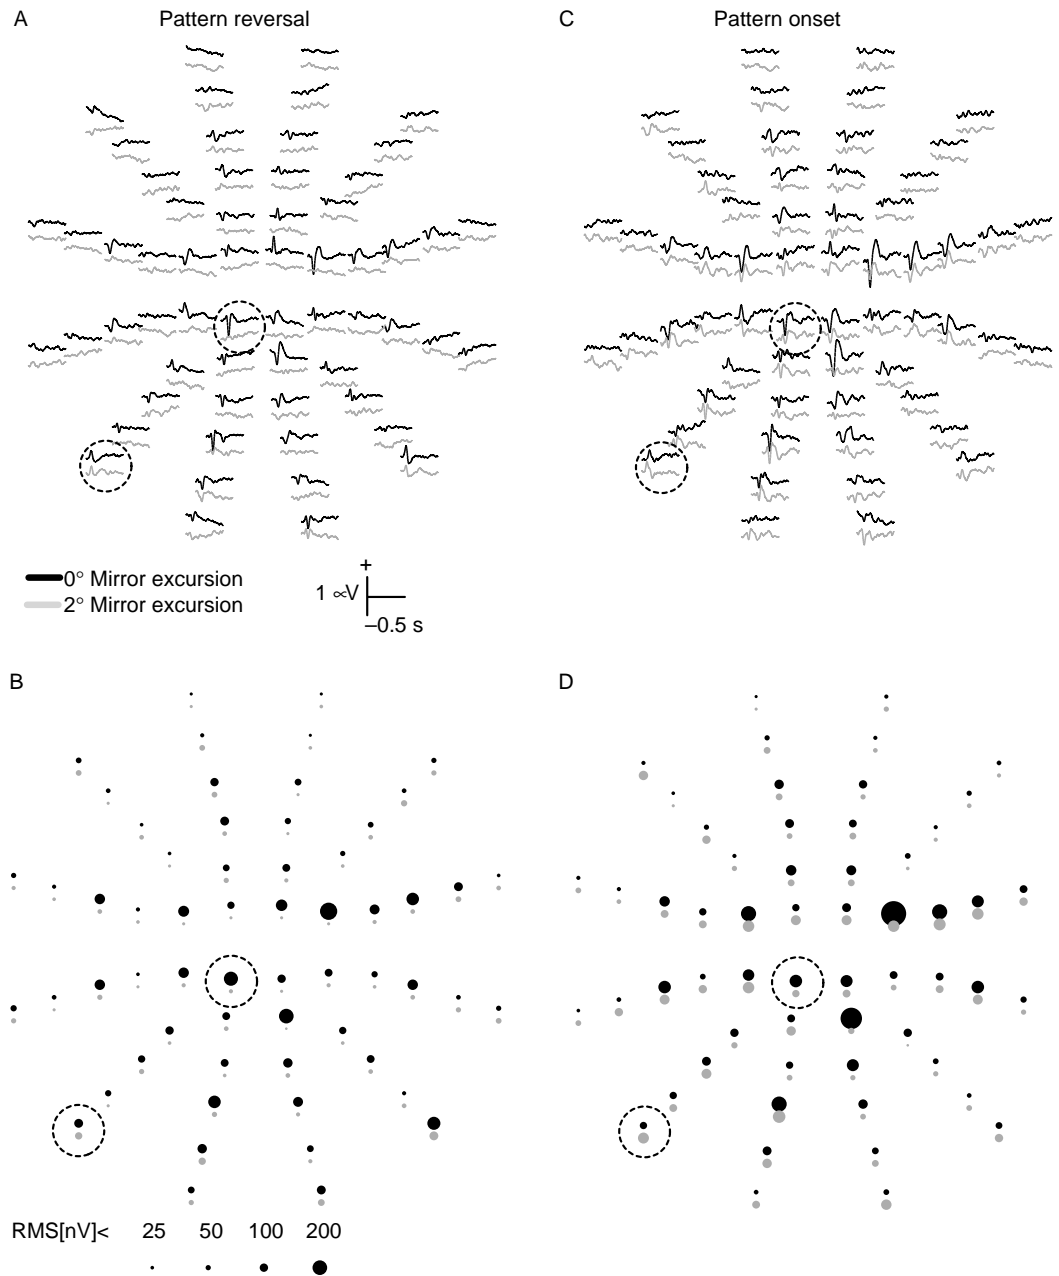 A
Pattern reversal
C
Pattern onset
0° Mirror excursion
2° Mirror excursion
+
1 ∝V
–0.5 s
B
D
RMS[nV]< 25 50 100 200